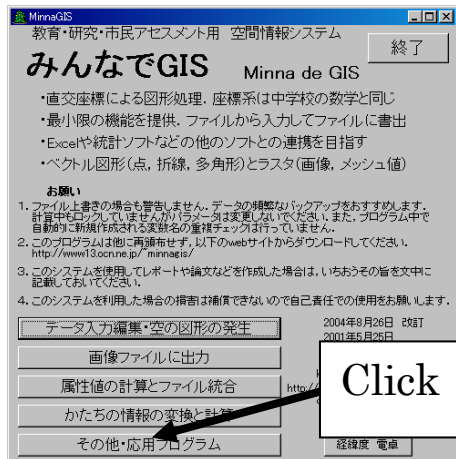 MinnaGIS
教育・研究・市民アセスメント用 空間情報システム
終了
みんなでGIS Minna de GIS
・直交座標による図形処理．座標系は中学校の数学と同じ
・最小限の機能を提供．ファイルから入力してファイルに書出
・Excelや統計ソフトなどの他のソフトとの連携を目指す
・ベクトル図形(点，折線，多角形)とラスタ(画像，メッシュ値)
お願い
1. ファイル上書きの場合も警告しません．データの頻繁なバックアップをおすすめします．
計算中もロックしていませんがパラメータは変更しないでください．また，プログラム中で
自動的に新規作成される変数名の重複チェックは行っていません．
2. このプログラムは他に再頒布せず，以下のwebサイトからダウンロードしてください．
http://www13.ocn.ne.jp/~minnagis/
3. このシステムを使用してレポートや論文などを作成した場合は，いちおうその旨を文中に
記載しておいてください．
4. このシステムを利用した場合の損害は補償できないので自己責任での使用をお願いします．
データ入力編集・空の図形の発生
2004年8月26日 改訂
2001年5月25日
画像ファイルに出力
属性値の計算とファイル統合
http:/
Click
かたちの情報の変換と計算
その他・応用プログラム
経緯度 電卓